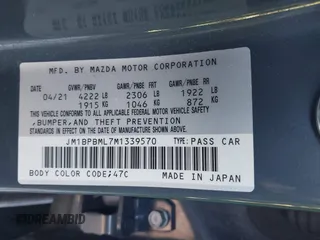 MFD. BY MAZDA MOTOR CORPORATION
GVWR/PNBV GAWR/PNBE FR GAWR/PNBE RR
04/21 4222 LB 2306 LB 1922 LB
1915 KG 1046 KG 872 KG
THIS VEHICLE CONFORMS TO ALL APPLICABLE
FEDERAL MOTOR VEHICLE SAFETY
,BUMPER,AND THEFT PREVENTION
STANDARDS IN EFFECT ON THE DATE OF
MANUFACTURE SHOWN ABOVE.
JM1BPBML7M1339570 TYPE:PASS CAR
BODY COLOR CODE;47C
MADE IN JAPAN
DREAMBID